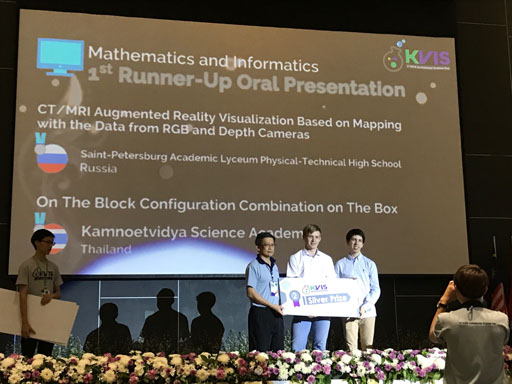 KVIS
Mathematics and Informatics
1st Runner-Up Oral Presentation
CT/MRI Augmented Reality Visualization Based on Mapping
with the Data from RGB and Depth Cameras
Saint-Petersburg Academic Lyceum Physical-Technical High School
Russia
On The Block Configuration Combination on The Box
Kamnoetvidya Science Academ
Thailand
KVIS
Silver Prize